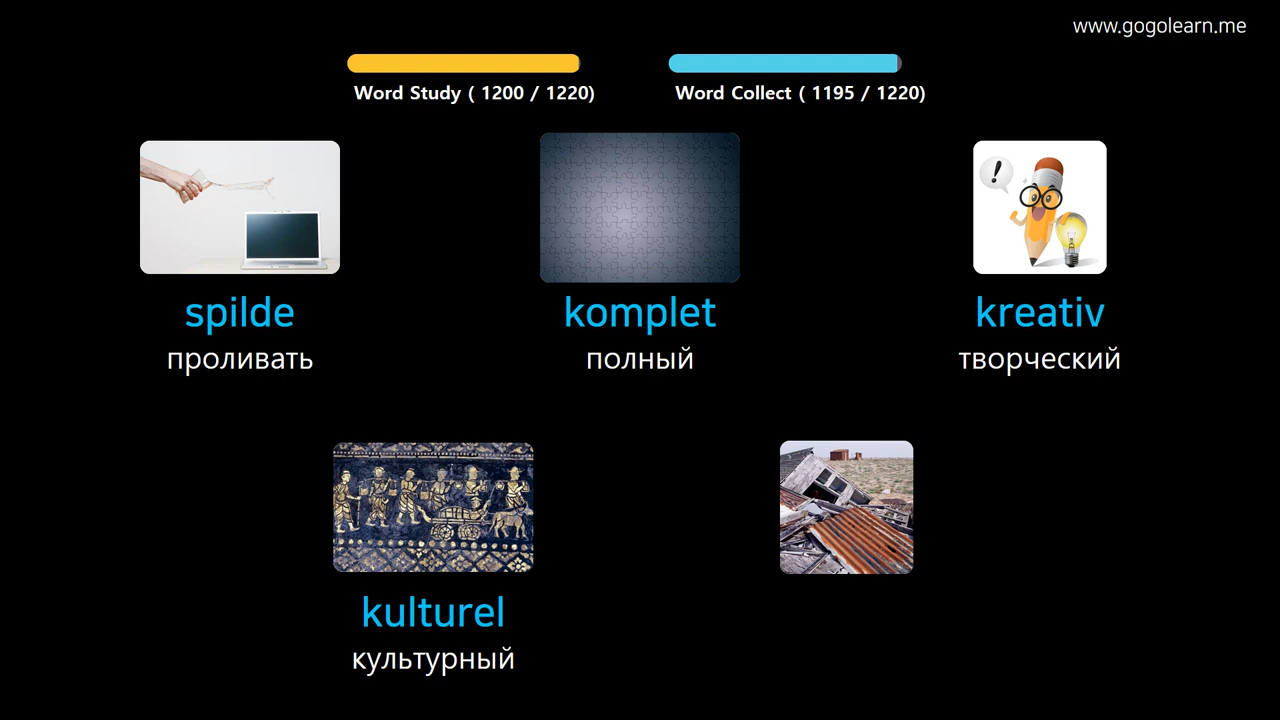 www.gogolearn.me
Word Study ( 1200 / 1220)
Word Collect ( 1195 / 1220)
spilde
проливать
komplet
полный
kreativ
творческий
kulturel
культурный